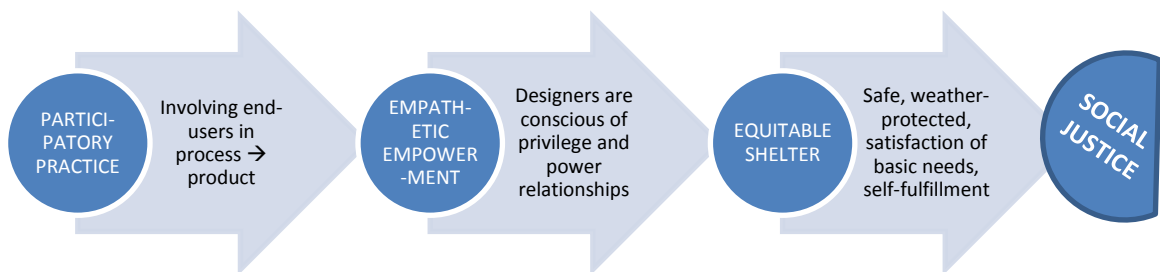 PARTICI-
PATORY
PRACTICE
Involving end-
users in
process →
product
EMPATH-
ETIC
EMPOWER
-MENT
Designers are
conscious of
privilege and
power
relationships
EQUITABLE
SHELTER
Safe, weather-
protected,
satisfaction of
basic needs,
self-fulfillment
SOCIAL
JUSTICE